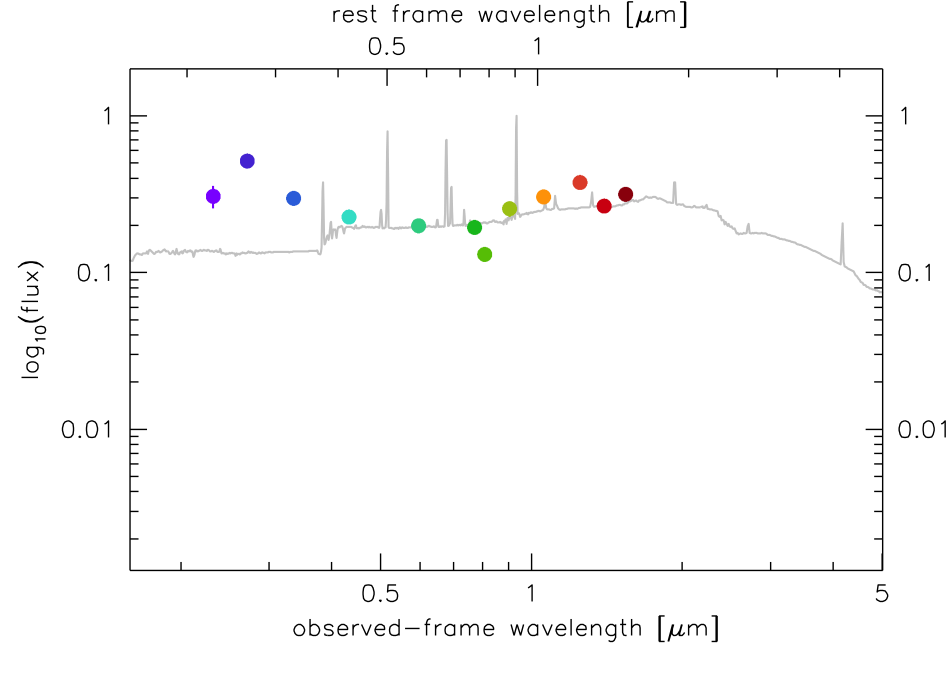 rest frame wavelength [μm]
0.5 1
1 1
0.1 0.1
0.01 0.01
log10(flux)
0.5 1 5
observed-frame wavelength [μm]